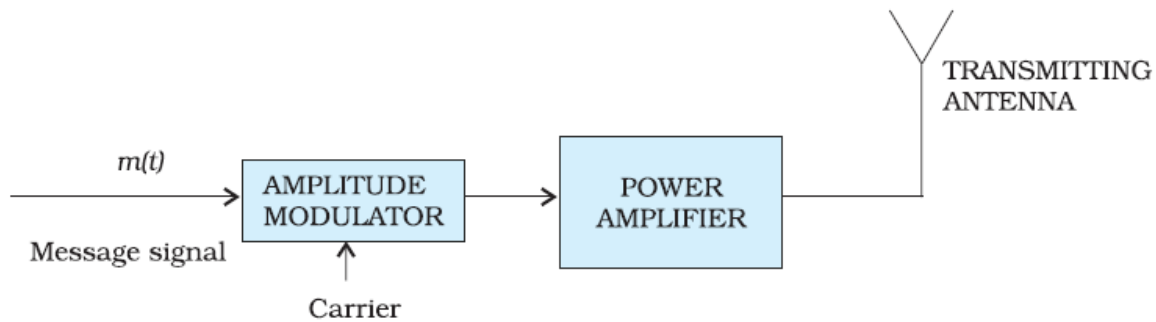 m(t)
Message signal
AMPLITUDE
MODULATOR
Carrier
POWER
AMPLIFIER
TRANSMITTING
ANTENNA